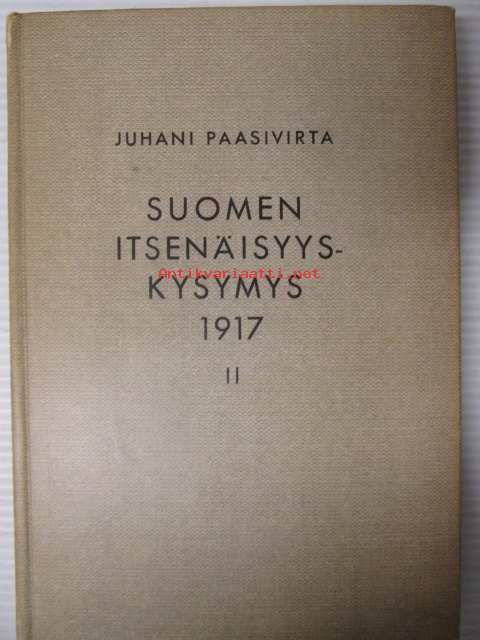 JUHANI PAASIVIRTA
SUOMEN
ITSENÄISYYS-
Antikvariaatti.net
KYSYMYS
1917
II